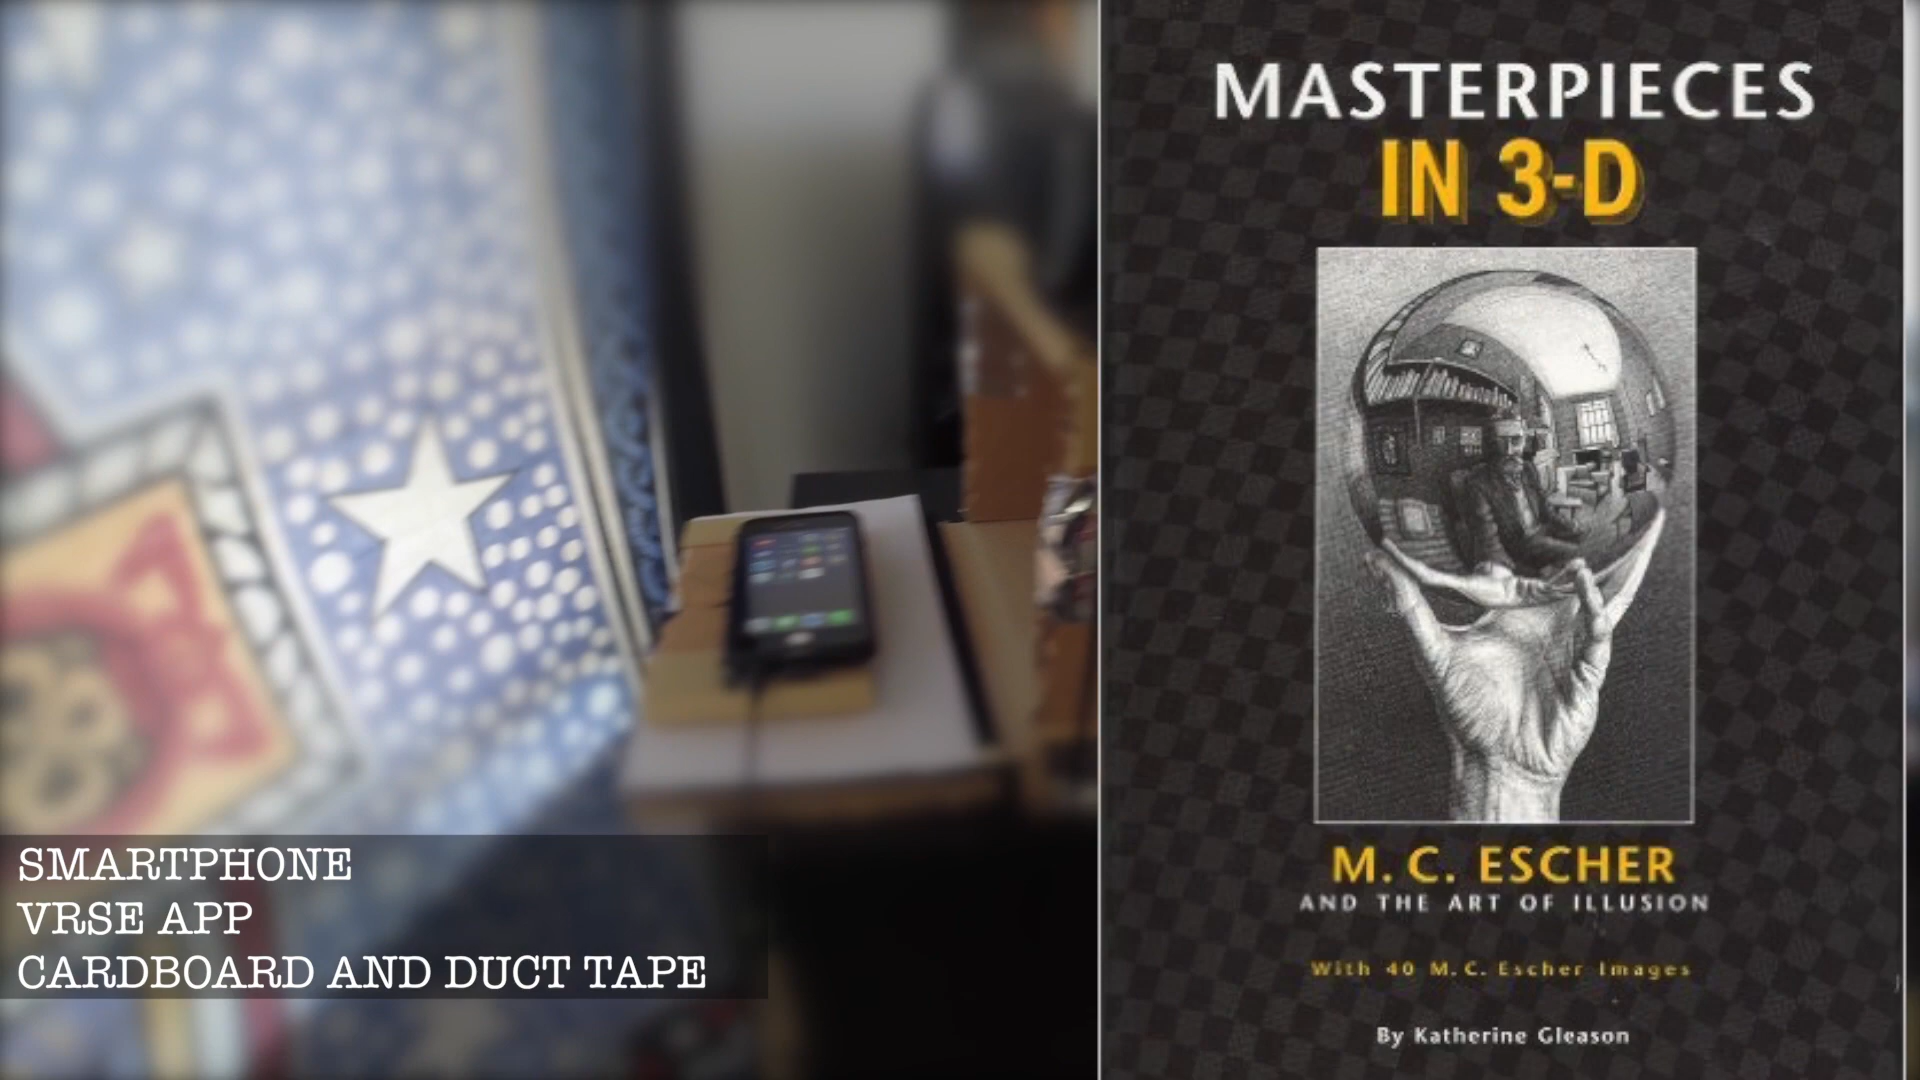 SMARTPHONE
VRSE APP
CARDBOARD AND DUCT TAPE
MASTERPIECES
IN 3-D
M. C. ESCHER
AND THE ART OF ILLUSION
With 40 M. C. Escher Images
By Katherine Gleason